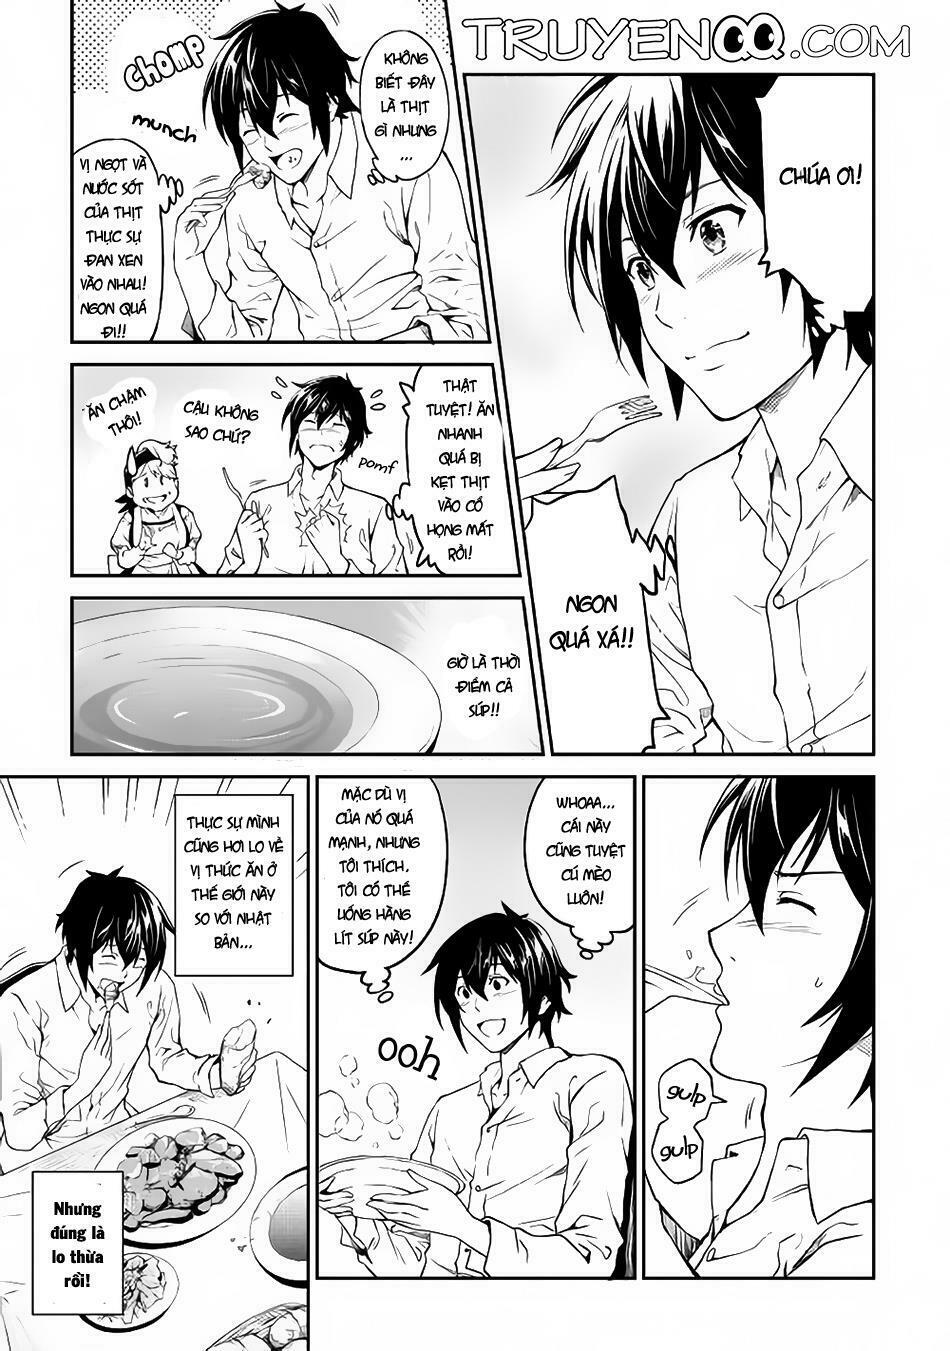 TRUYENQQ.COM
CHÚA ƠI!
NGON
QUÁ XÁ!!
KHÔNG
BIẾT ĐÂY
LÀ THỊT
GÌ NHƯNG
...
chomp
munch
VỊ NGỌT VÀ
NƯỚC SỐT
CỦA THỊT
THỰC SỰ
ĐAN XEN
VÀO NHAU!
NGON QUÁ
ĐI!!
THẬT
TUYỆT! ĂN
NHANH
QUÁ BỊ
KẸT THỊT
VÀO CỔ
HỌNG MẤT
RỒI!
pomf
CẬU KHÔNG
SAO CHỨ?
ĂN CHẬM
THÔI!
GIỜ LÀ THỜI
ĐIỂM CẢ
SÚP!!
gulp
gulp
WHOAA...
CÁI NÀY
CŨNG TUYỆT
CÚ MÈO
LUÔN!
MẶC DÙ VỊ
CỦA NÓ QUÁ
MẠNH, NHƯNG
TÔI THÍCH.
TÔI CÓ THỂ
UỐNG HÀNG
LÍT SÚP NÀY!
ooh
THỰC SỰ MÌNH
CŨNG HƠI LO VỀ
VỊ THỨC ĂN Ở
THẾ GIỚI NÀY
SO VỚI NHẬT
BẢN...
Nhưng
đúng là
lo thừa
rồi!